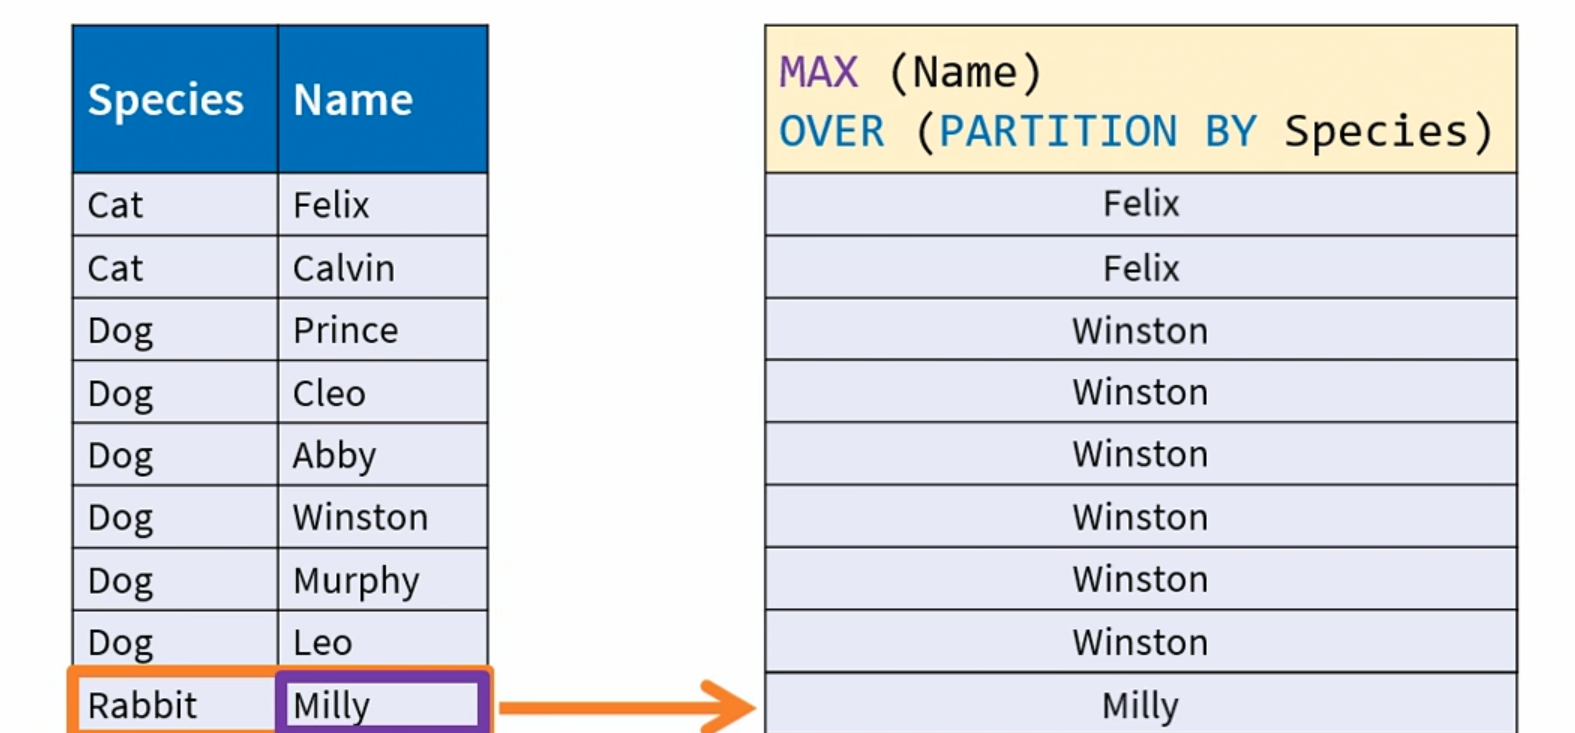 Species Name
MAX (Name)
OVER (PARTITION BY Species)
Cat Felix Felix
Cat Calvin Felix
Dog Prince Winston
Dog Cleo Winston
Dog Abby Winston
Dog Winston Winston
Dog Murphy Winston
Dog Leo Winston
Rabbit Milly Milly